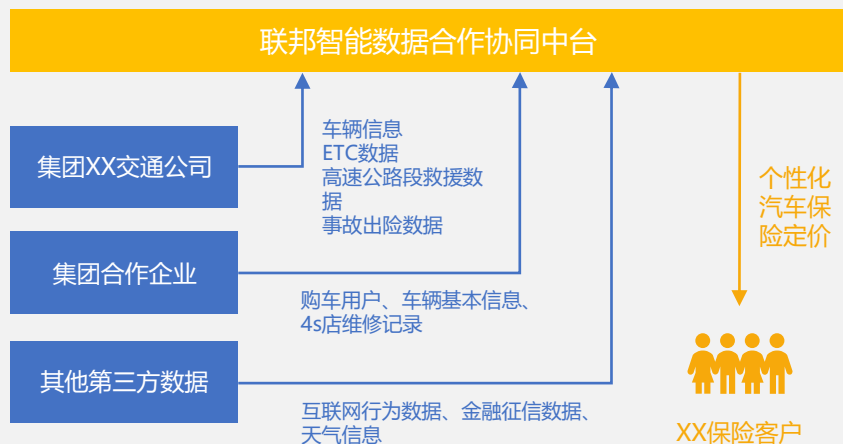 联邦智能数据合作协同中台
集团XX交通公司
车辆信息
ETC数据
高速公路段救援数
据
事故出险数据
集团合作企业
购车用户、车辆基本信息、
4s店维修记录
其他第三方数据
互联网行为数据、金融征信数据、
天气信息
个性化
汽车保
险定价
XX保险客户